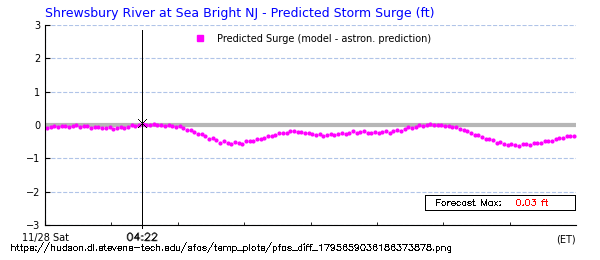 Shrewsbury River at Sea Bright NJ - Predicted Storm Surge (ft)
3
Predicted Surge (model - astron. prediction)
2
1
0
−1
−2
Forecast Max: 0.03 ft
−3
11/28 Sat 04:22
(ET)
https://hudson.dl.stevens-tech.edu/sfas/temp_plots/pfas_diff_1795659036186373878.png